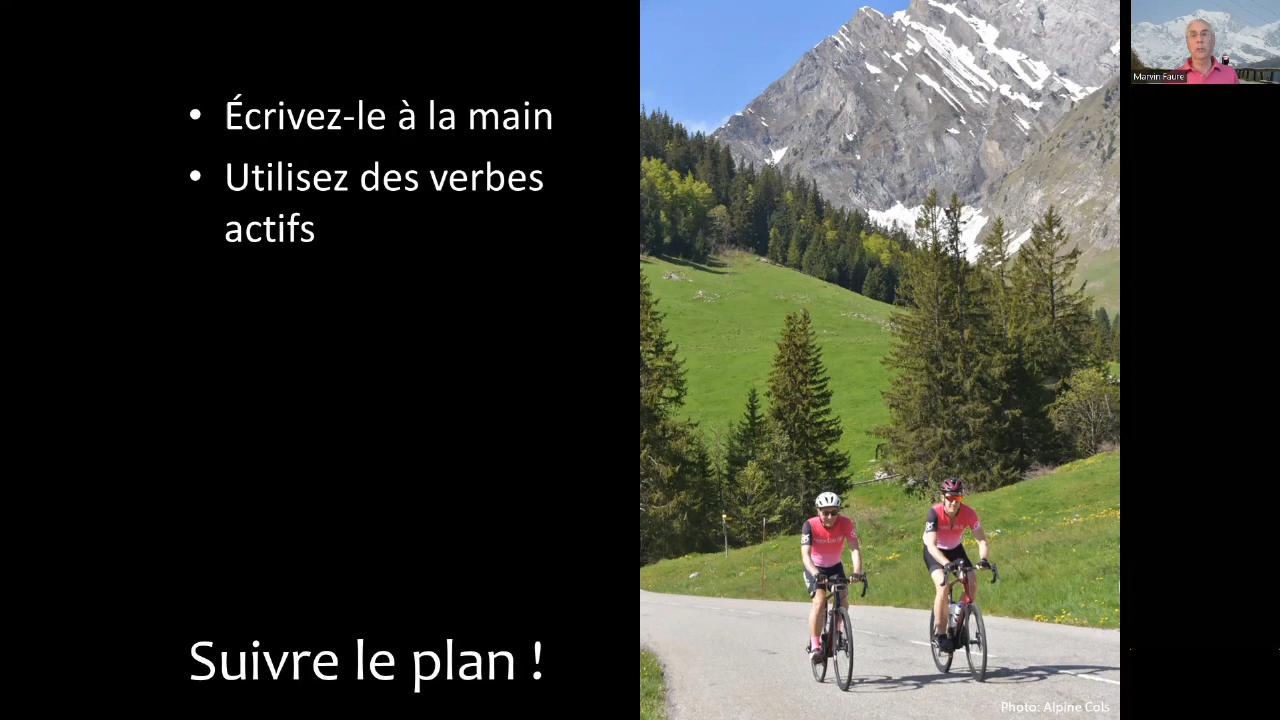 • Écrivez-le à la main
• Utilisez des verbes
actifs
Suivre le plan !
Photo: Alpine Cols
Marvin Faure